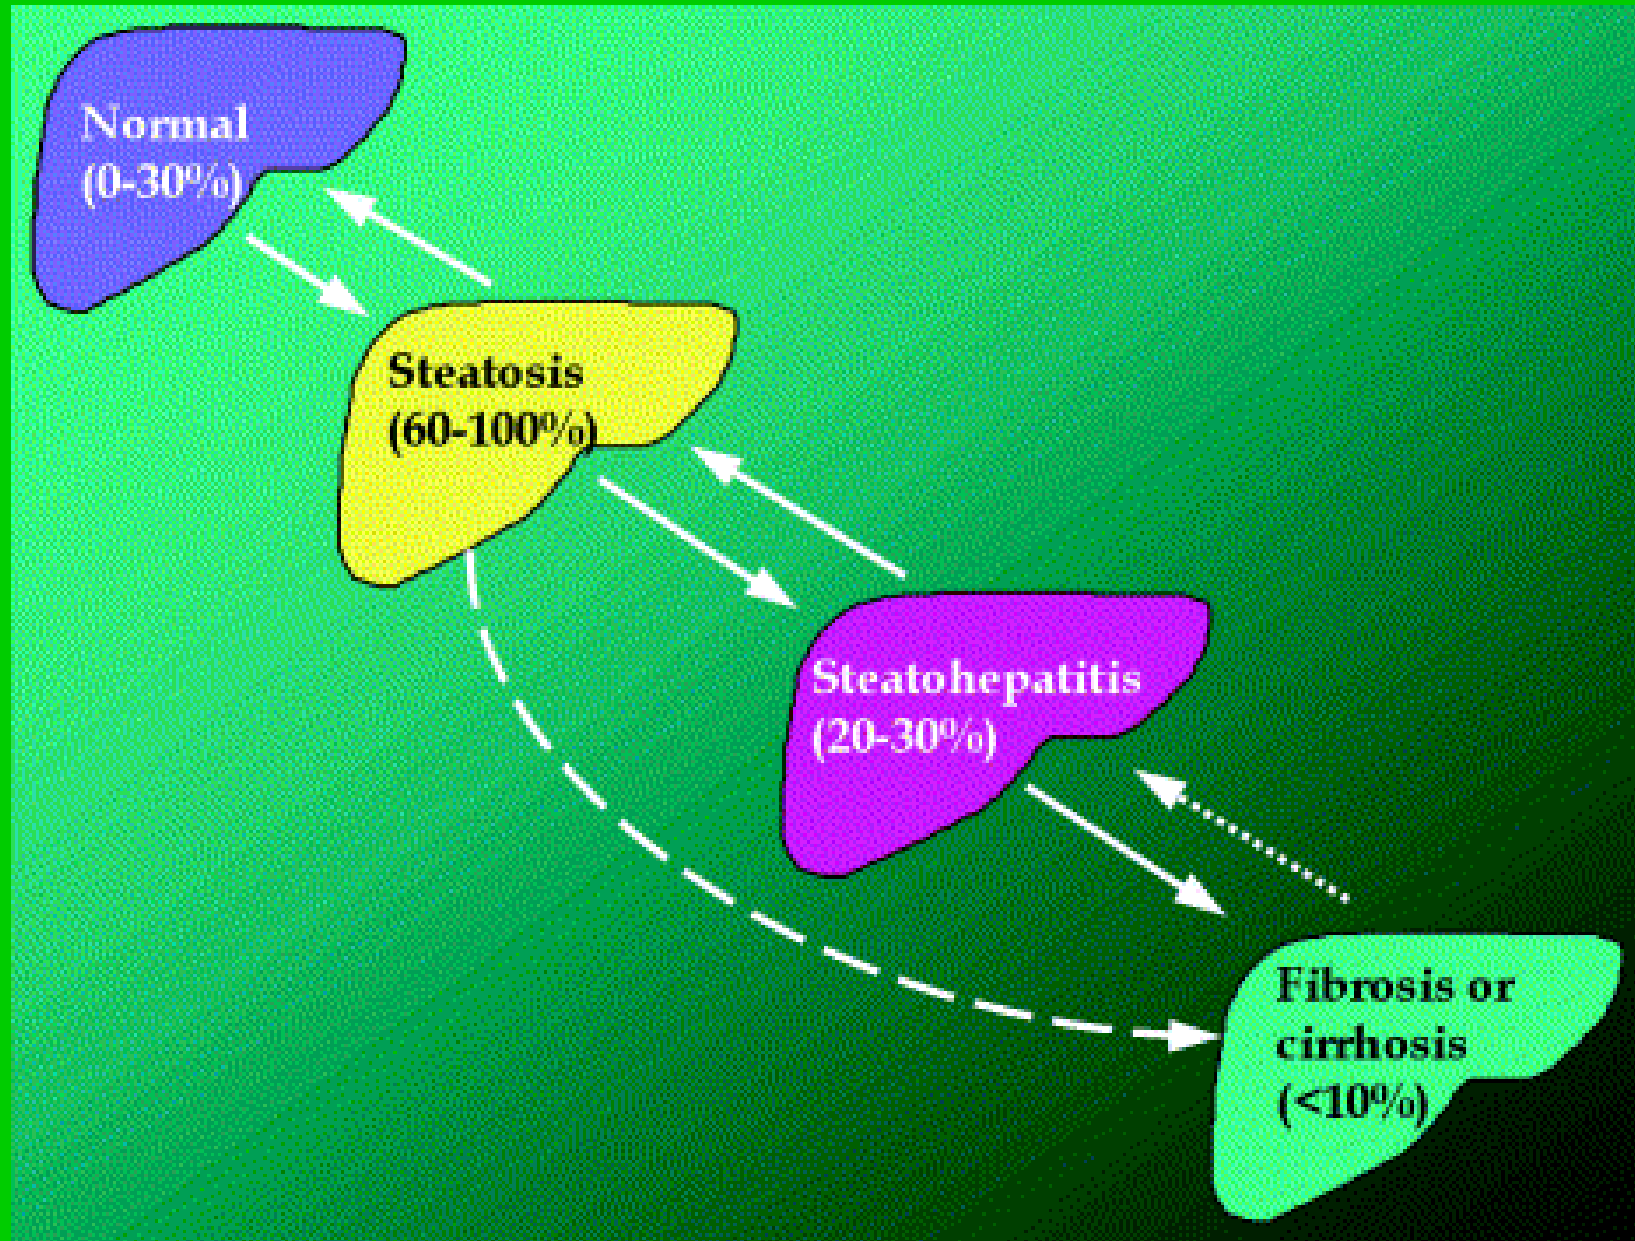 Normal
(0-30%)
Steatosis
(60-100%)
Steatohepatitis
(20-30%)
Fibrosis or
cirrhosis
(<10%)